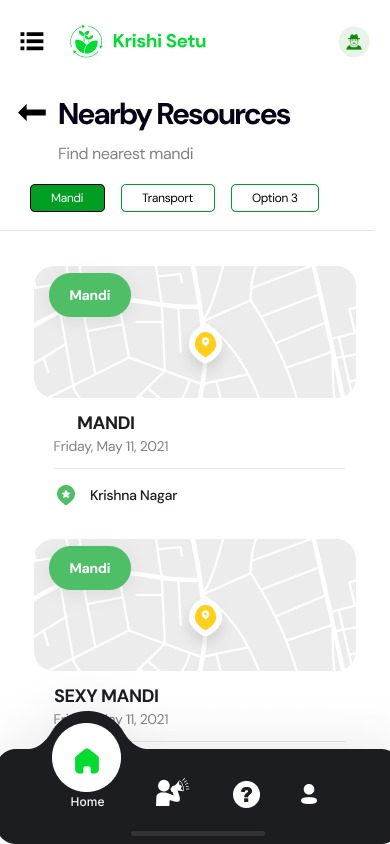 Krishi Setu
Nearby Resources
Find nearest mandi
Mandi
Transport
Option 3
Mandi
MANDI
Friday, May 11, 2021
Krishna Nagar
Mandi
SEXY MANDI
y 11, 2021
Home